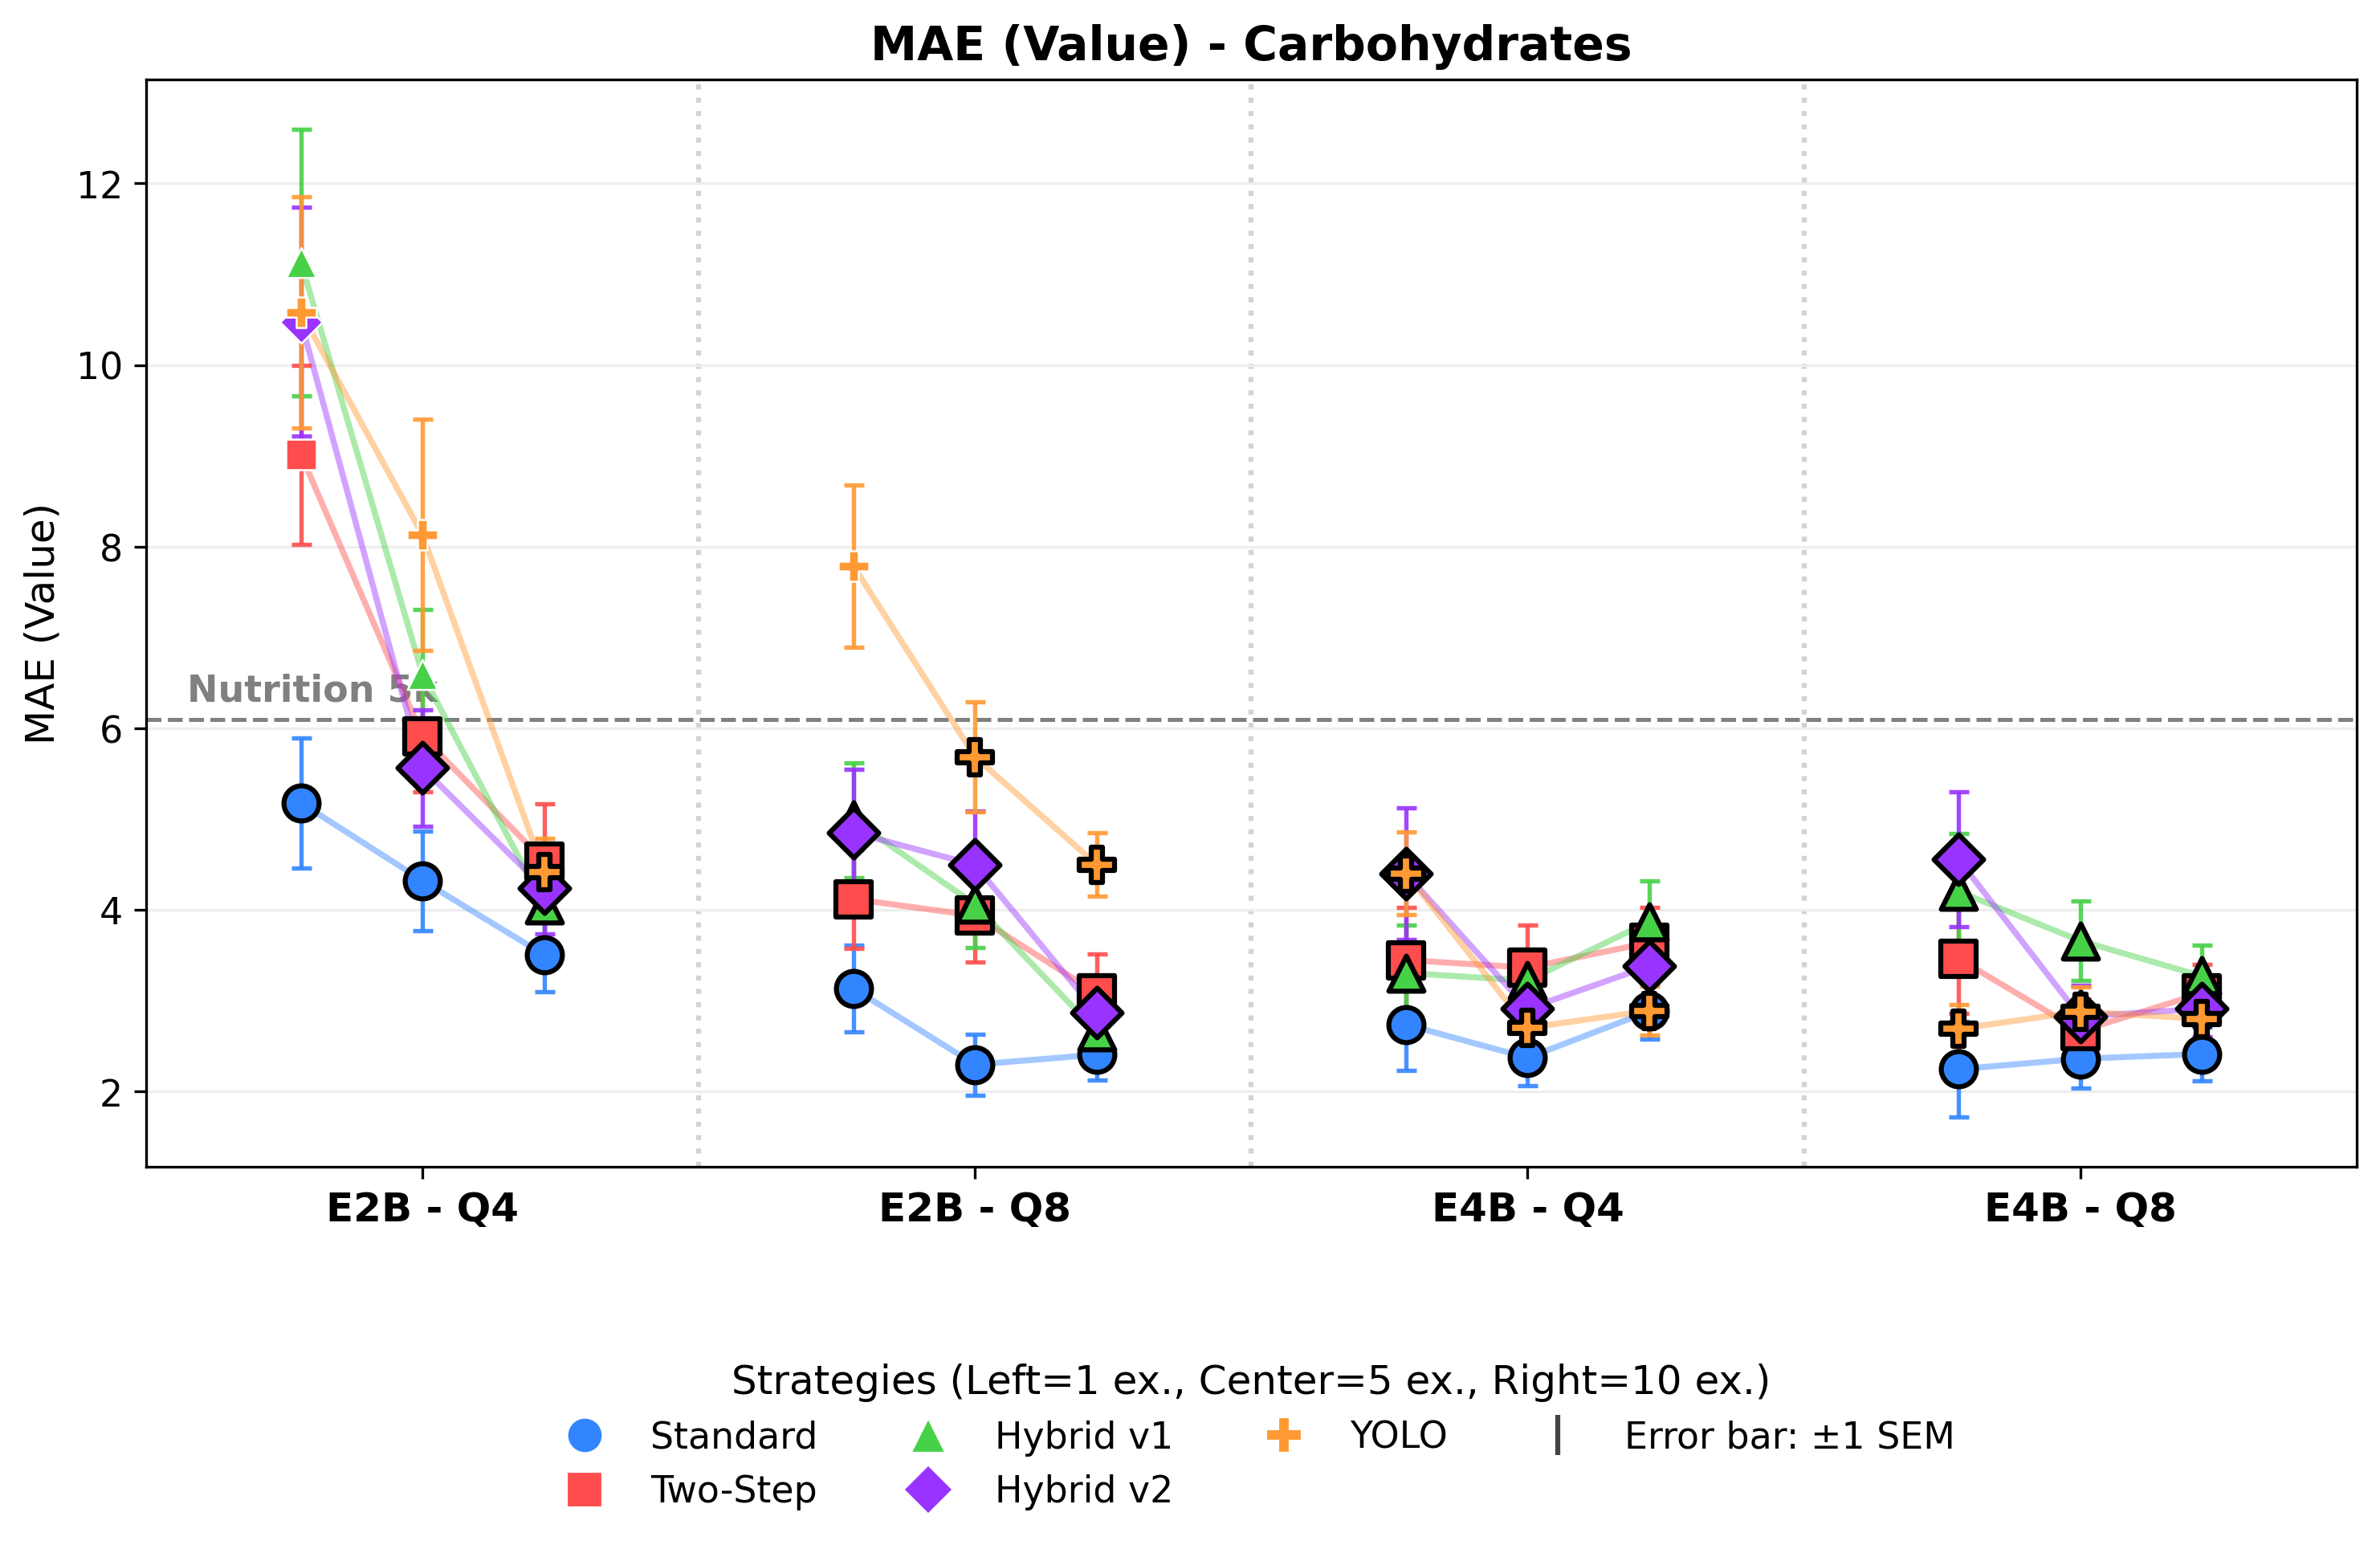 MAE (Value) - Carbohydrates
MAE (Value)
12
10
8
6
4
2
Nutrition 5k
E2B - Q4
E2B - Q8
E4B - Q4
E4B - Q8
Strategies (Left=1 ex., Center=5 ex., Right=10 ex.)
Standard
Two-Step
Hybrid v1
Hybrid v2
YOLO
Error bar: ±1 SEM